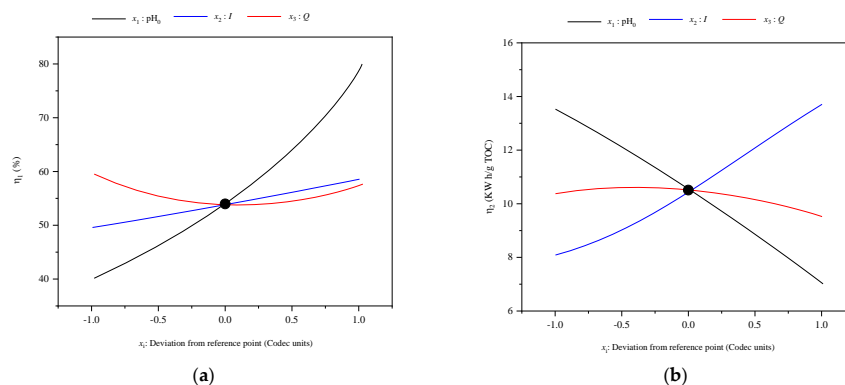 x₁ : pH₀ x₂ : I x₃ : Q
80
70
60
50
40
η₁ (%)
-1.0 -0.5 0.0 0.5 1.0
xᵢ: Deviation from reference point (Codec units)
(a)
x₁ : pH₀ x₂ : I x₃ : Q
16
14
12
10
8
6
η₂ (KW h/g TOC)
-1.0 -0.5 0.0 0.5 1.0
xᵢ: Deviation from reference point (Codec units)
(b)